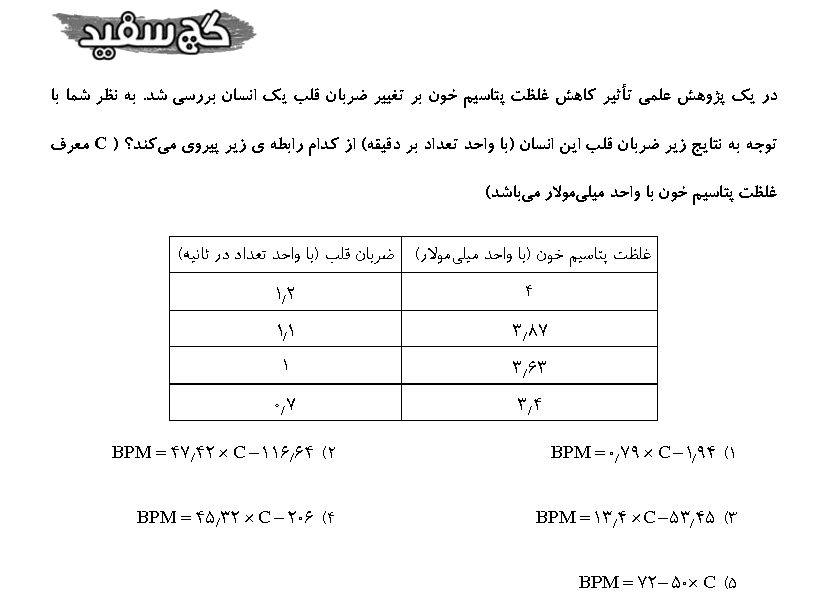 گچ سفید
در یک پژوهش علمی تأثیر کاهش غلظت پتاسیم خون بر تغییر ضربان قلب یک انسان بررسی شد. به نظر شما با
توجه به نتایج زیر ضربان قلب این انسان (با واحد تعداد بر دقیقه) از کدام رابطه ی زیر پیروی می‌کند؟ ( C معرف
غلظت پتاسیم خون با واحد میلی‌مولار می‌باشد)
غلظت پتاسیم خون (با واحد میلی‌مولار) ضربان قلب (با واحد تعداد در ثانیه)
۴ ۱٫۲
۳٫۸۷ ۱٫۱
۳٫۶۳ ۱
۳٫۴ ۰٫۷
۱) BPM = ۰٫۷۹ × C − ۱٫۹۴ ۲) BPM = ۴۷٫۴۲ × C − ۱۱۶٫۶۴
۳) BPM = ۱۳٫۴ × C − ۵۳٫۴۵ ۴) BPM = ۴۵٫۳۲ × C − ۲۰۶
۵) BPM = ۷۲ − ۵۰ × C